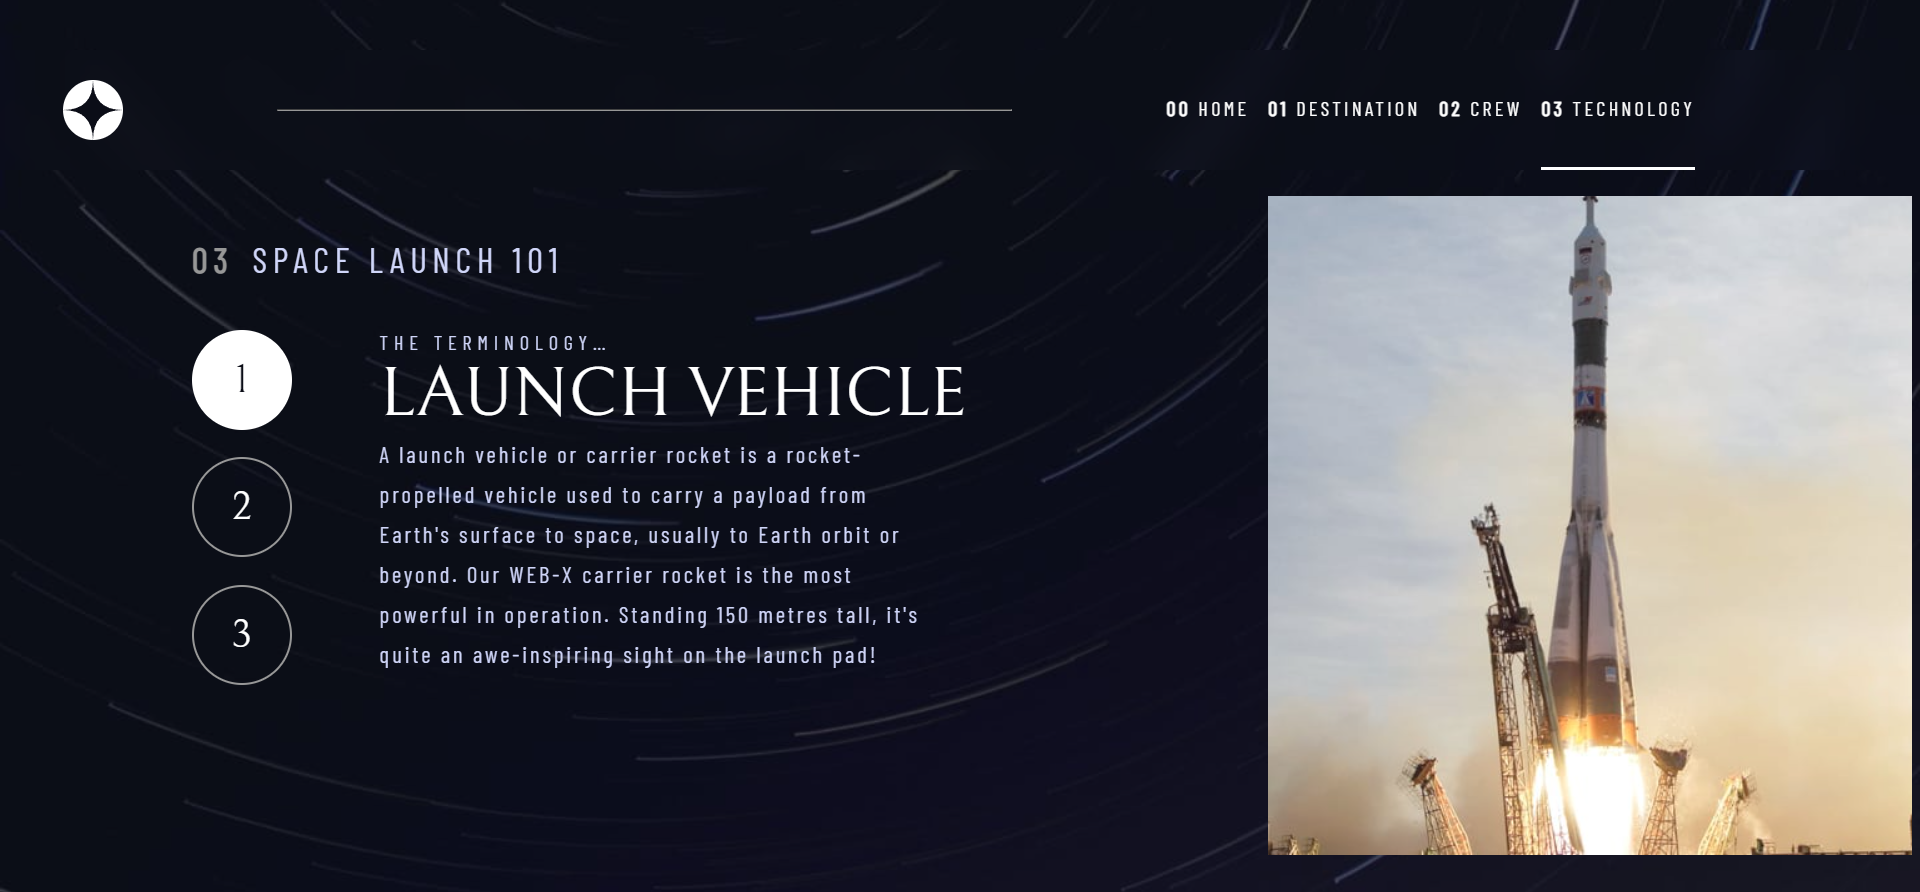 00 HOME 01 DESTINATION 02 CREW 03 TECHNOLOGY
03 SPACE LAUNCH 101
1
2
3
THE TERMINOLOGY…
LAUNCH VEHICLE
A launch vehicle or carrier rocket is a rocket-
propelled vehicle used to carry a payload from
Earth's surface to space, usually to Earth orbit or
beyond. Our WEB-X carrier rocket is the most
powerful in operation. Standing 150 metres tall, it's
quite an awe-inspiring sight on the launch pad!